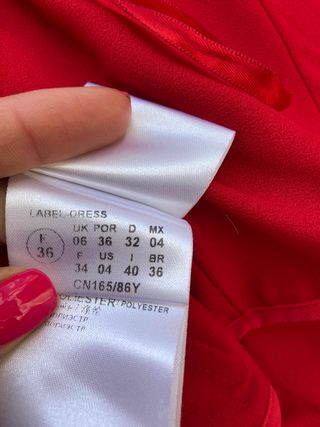 LABEL-DRESS
E
36
UK POR D MX
06 36 32 04
F US I BR
34 04 40 36
CN165/86Y
POLYESTER/POLYESTER